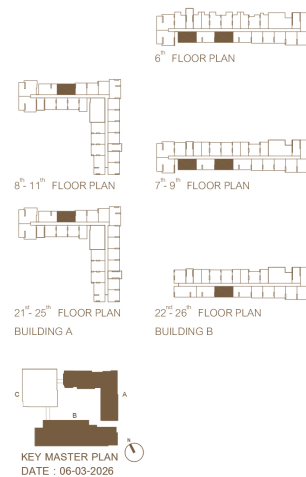 6th FLOOR PLAN
8th- 11th FLOOR PLAN
7th- 9th FLOOR PLAN
21st- 25th FLOOR PLAN
22nd- 26th FLOOR PLAN
BUILDING A
BUILDING B
C
A
B
N
KEY MASTER PLAN
DATE : 06-03-2026